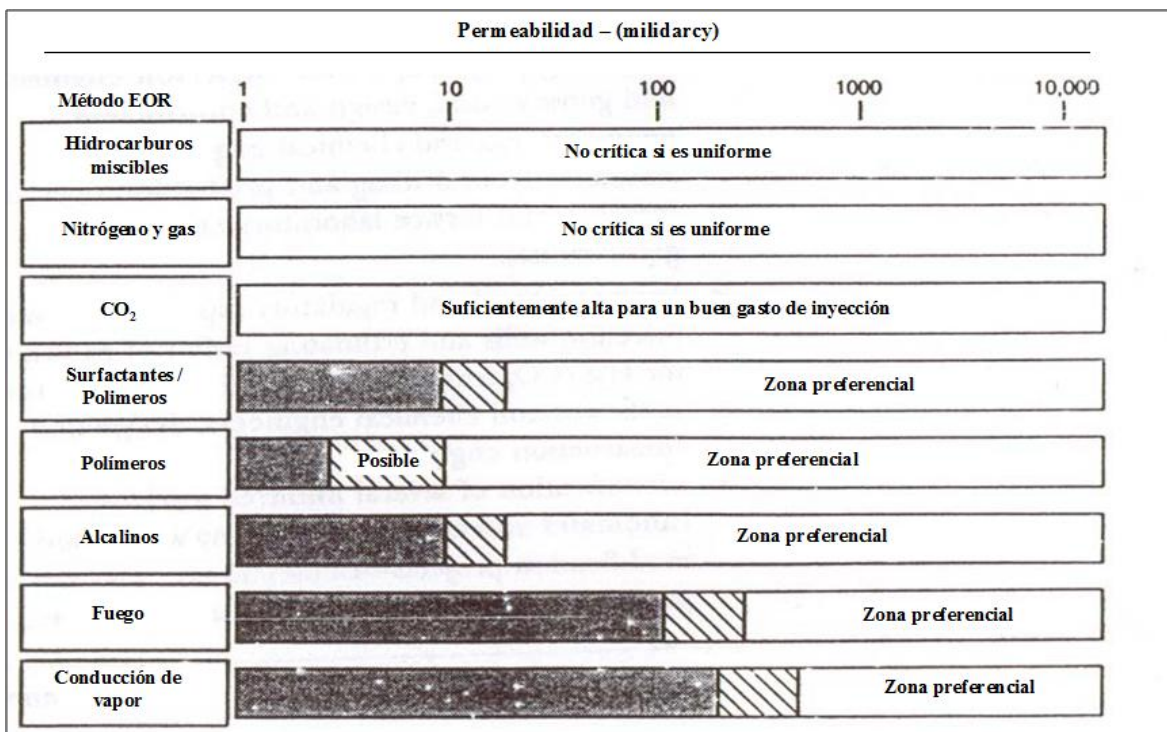 Permeabilidad – (milidarcy)
Método EOR
1 10 100 1000 10,000
Hidrocarburos
miscibles
No crítica si es uniforme
Nitrógeno y gas
No crítica si es uniforme
CO2
Suficientemente alta para un buen gasto de inyección
Surfactantes /
Polimeros
Zona preferencial
Polímeros
Posible
Zona preferencial
Alcalinos
Zona preferencial
Fuego
Zona preferencial
Conducción de
vapor
Zona preferencial